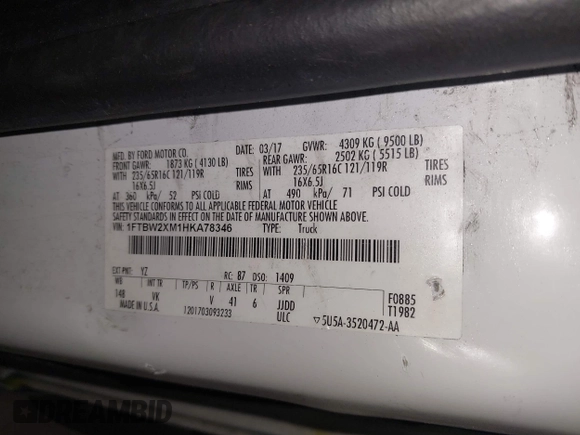 MFD. BY FORD MOTOR CO. 03/17 GVWR: 4309 KG ( 9500 LB)
FRONT GAWR: 1873 KG ( 4130 LB) REAR GAWR: 2502 KG ( 5515 LB)
WITH 235/65R16C 121/119R TIRES WITH 235/65R16C 121/119R TIRES
16X6.5J RIMS 16X6.5J RIMS
AT 360 kPa/ 52 PSI COLD AT 490 kPa/ 71 PSI COLD
THIS VEHICLE CONFORMS TO ALL APPLICABLE FEDERAL MOTOR VEHICLE
SAFETY STANDARDS IN EFFECT ON THE DATE OF MANUFACTURE SHOWN ABOVE.
VIN: 1FTBW2XM1HKA78346 TYPE: Truck
EXT PNT: YZ RC: 87 DSO: 1409
WB INT TR TP/PS R AXLE TR SPR
148 VK V 41 6 JJDD F0885
MADE IN U.S.A. 1201703093233 ULC ▽5U5A-3520472-AA T1982
DREAMBID